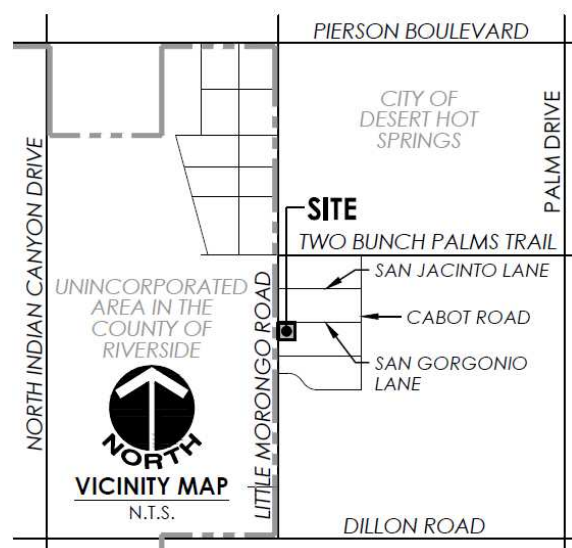 PIERSON BOULEVARD
CITY OF
DESERT HOT
SPRINGS
PALM DRIVE
NORTH INDIAN CANYON DRIVE
SITE
TWO BUNCH PALMS TRAIL
SAN JACINTO LANE
UNINCORPORATED
AREA IN THE
COUNTY OF
RIVERSIDE
LITTLE MORONGO ROAD
CABOT ROAD
SAN GORGONIO
LANE
NORTH
VICINITY MAP
N.T.S.
DILLON ROAD